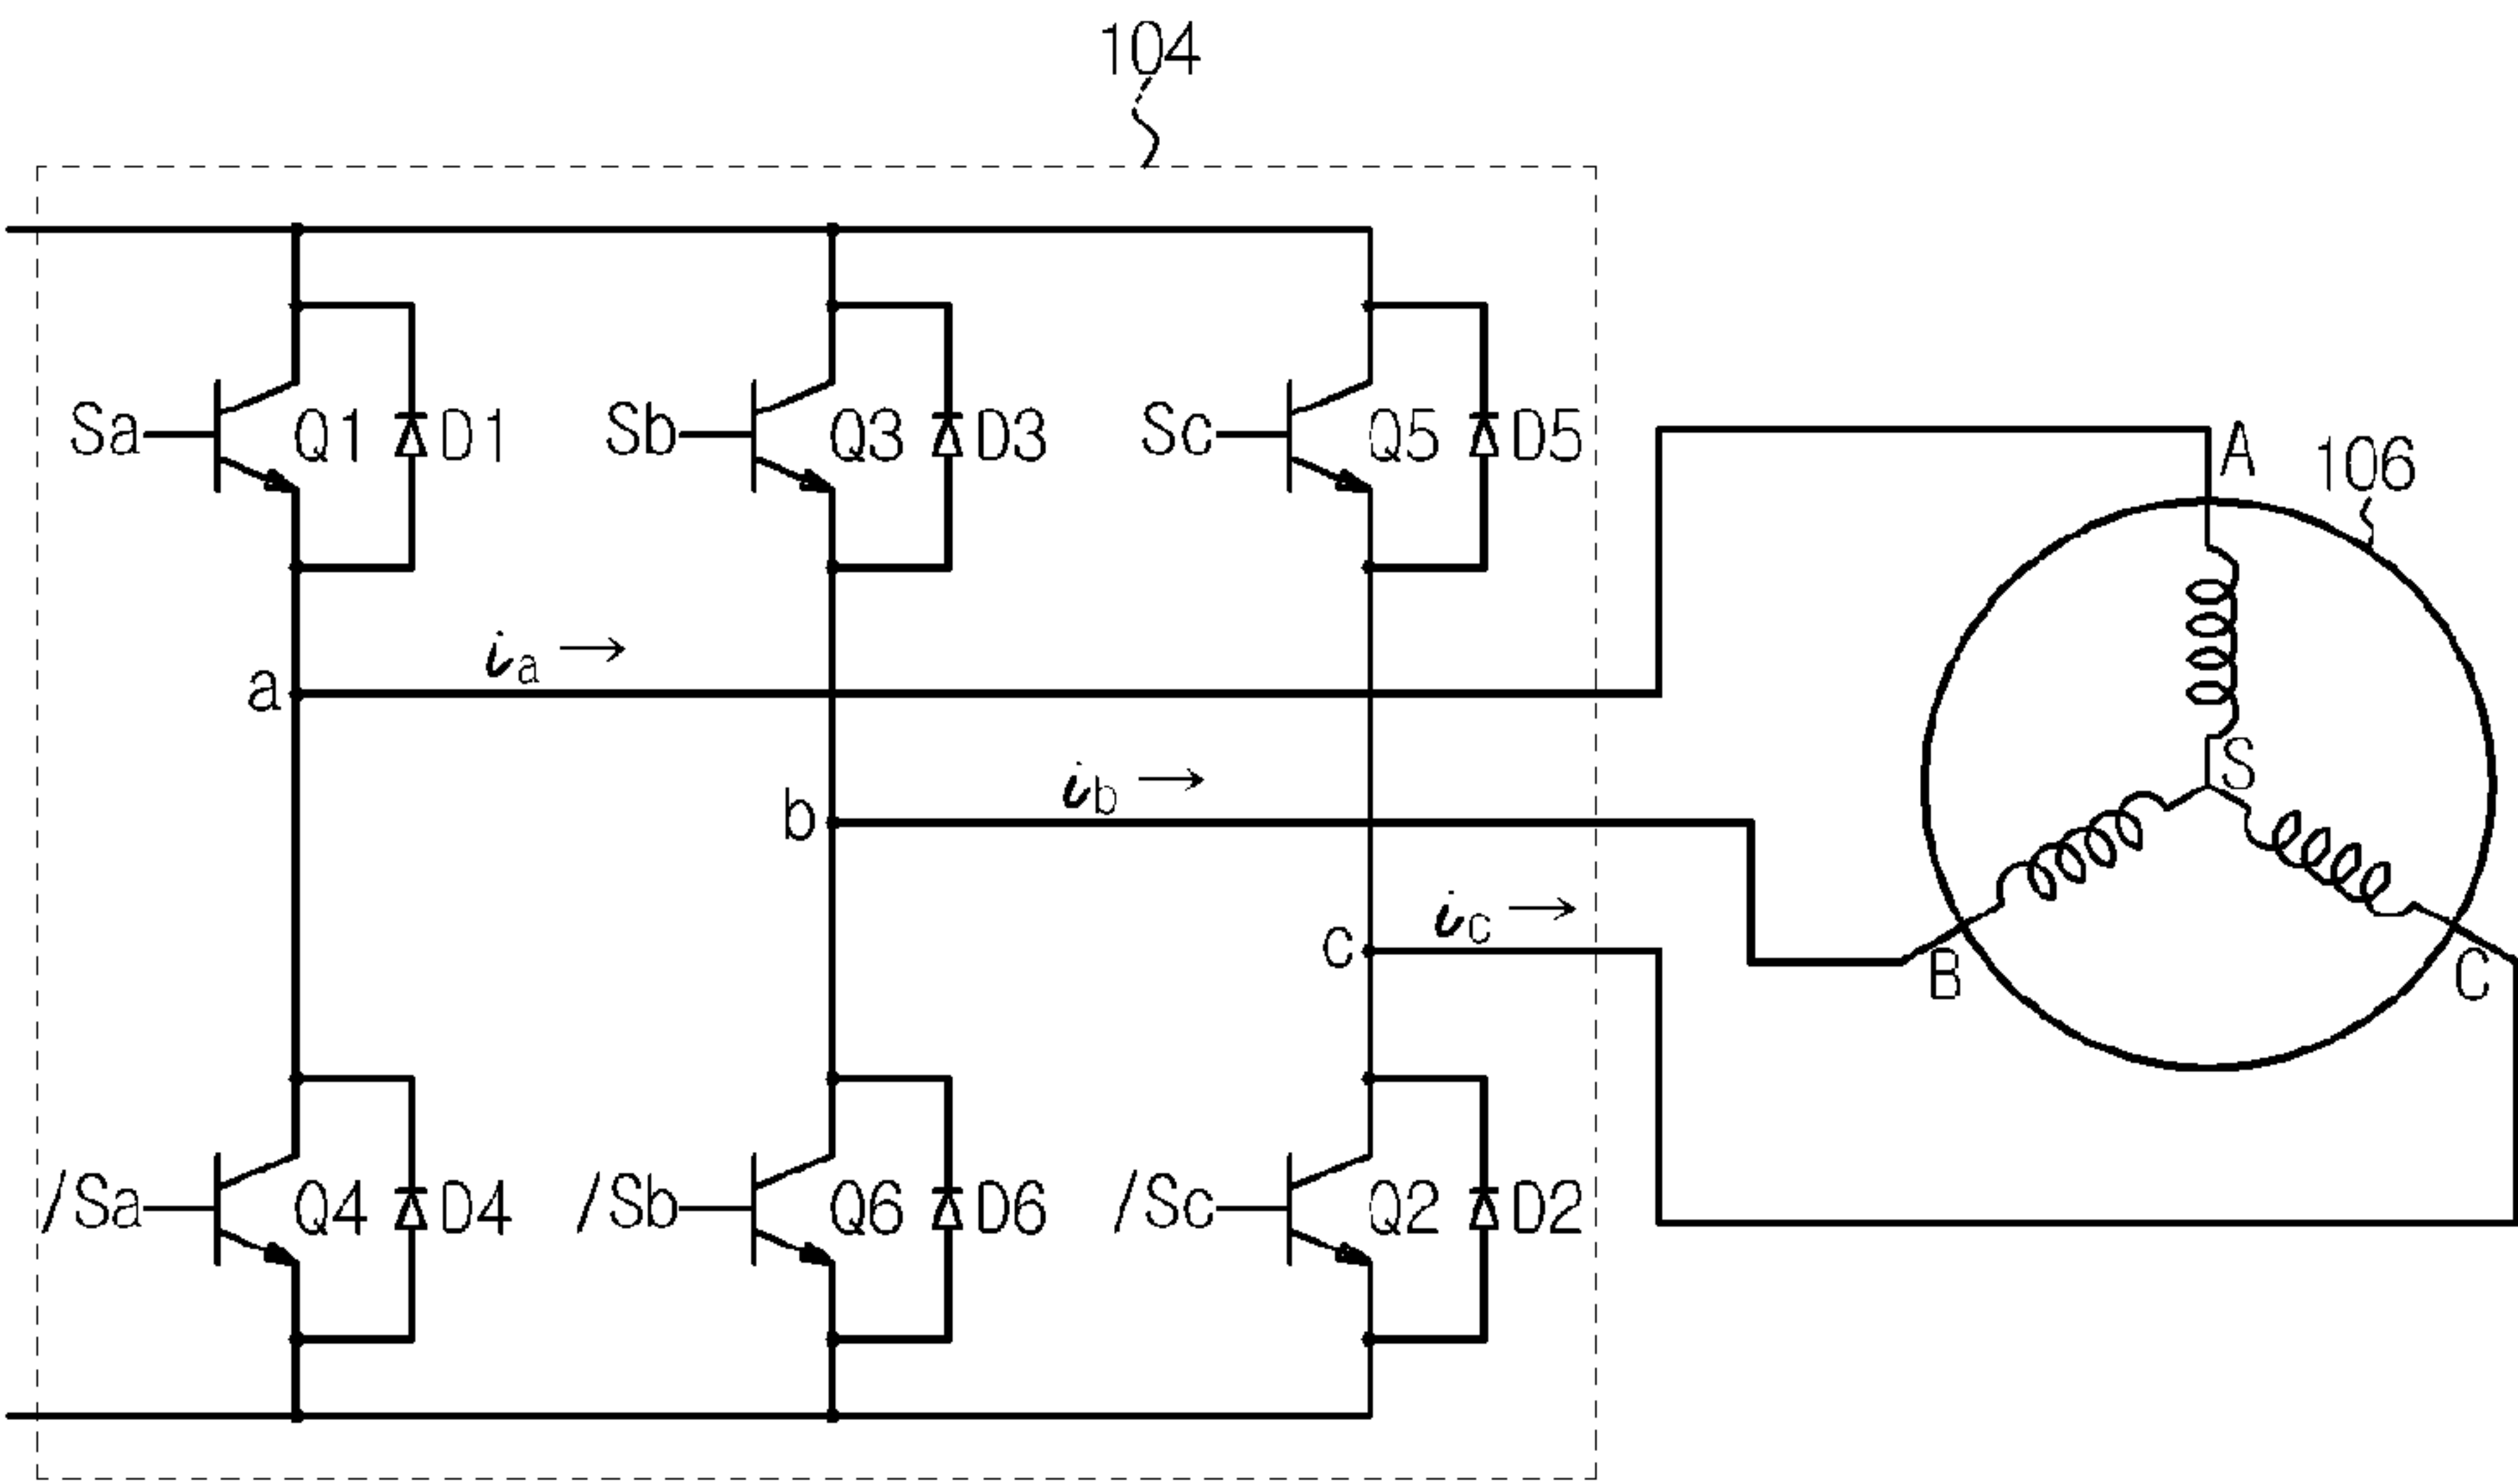 104
Sa Q1 D1 Sb Q3 D3 Sc Q5 D5
A 106
ia
a
S
ib
b
ic
c
B C
/Sa Q4 D4 /Sb Q6 D6 /Sc Q2 D2